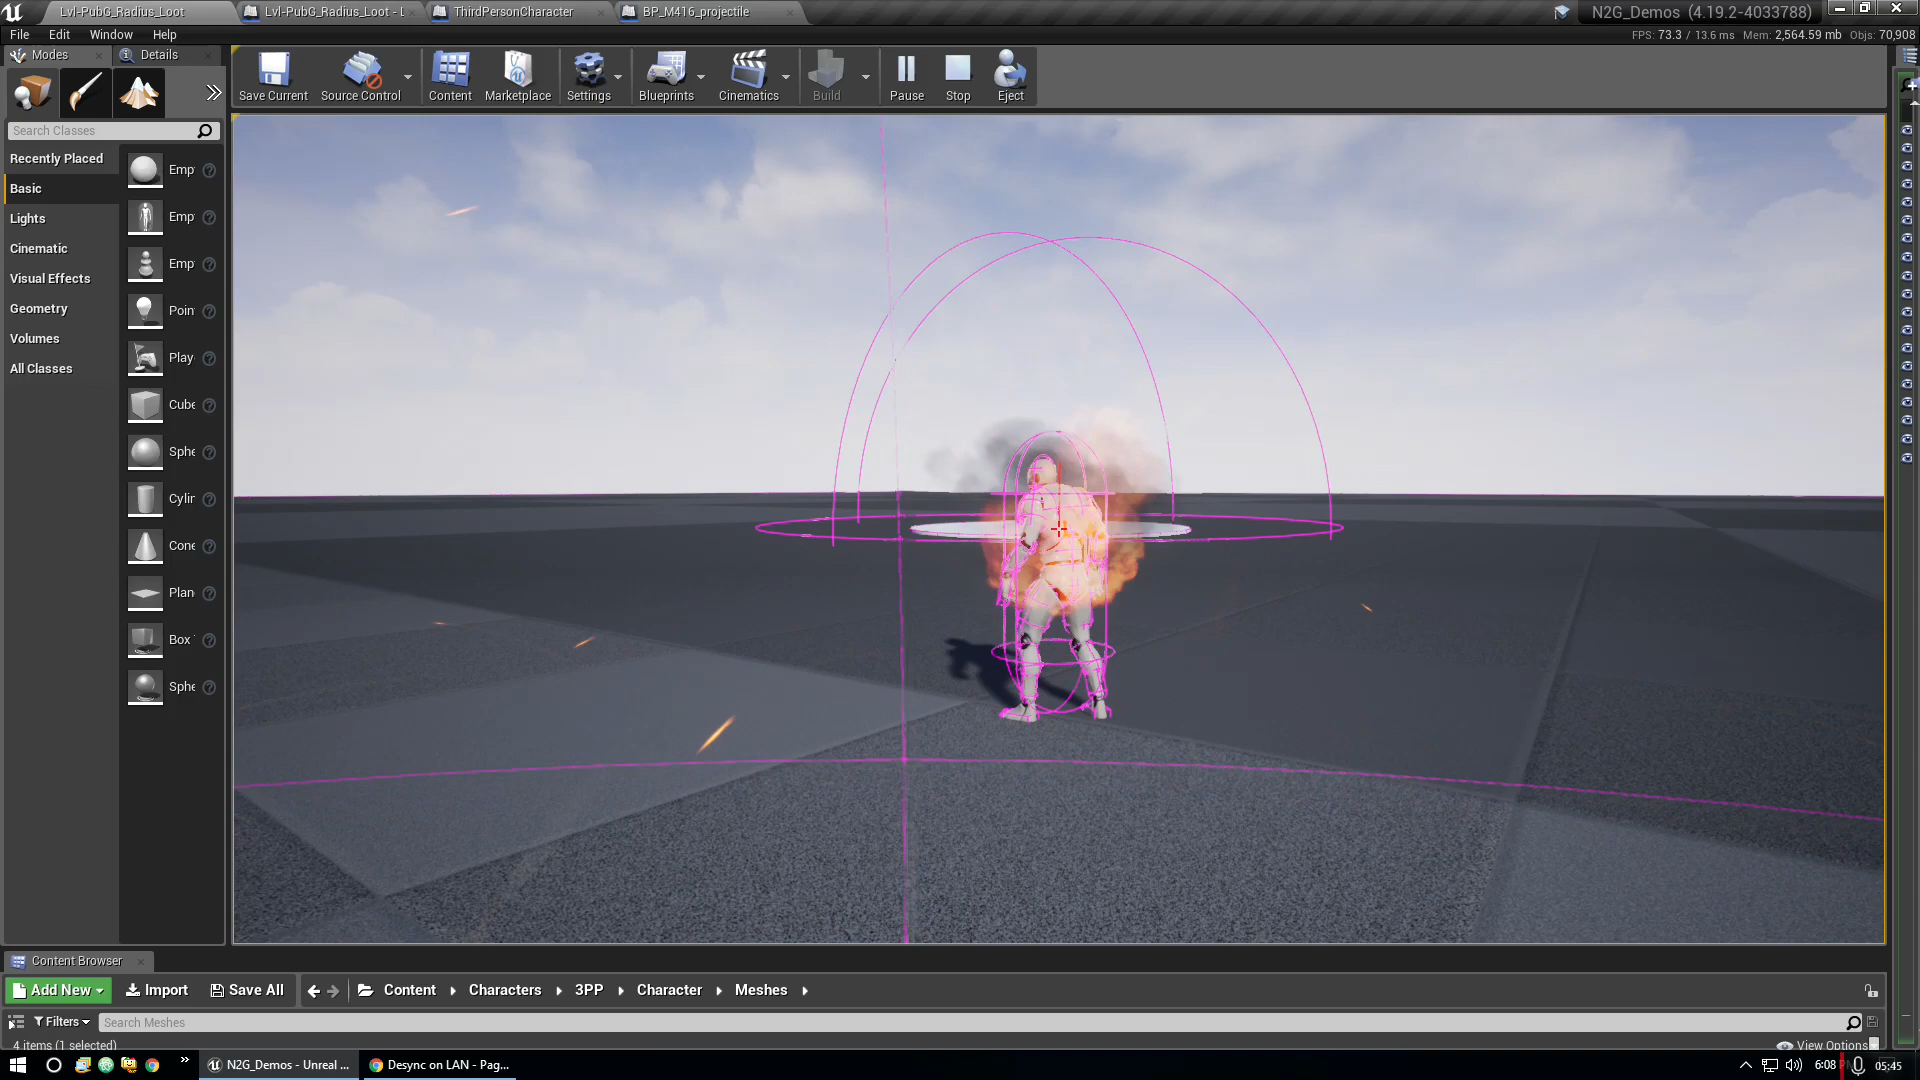 Lvl-PubG_Radius_Loot
Lvl-PubG_Radius_Loot - L
ThirdPersonCharacter
BP_M416_projectile
N2G_Demos (4.19.2-4033788)
File
Edit
Window
Help
FPS: 73.3 / 13.6 ms
Mem: 2,564.59 mb
Objs: 70,908
Modes
Details
Save Current
Source Control
Content
Marketplace
Settings
Blueprints
Cinematics
Build
Pause
Stop
Eject
Search Classes
Recently Placed
Basic
Lights
Cinematic
Visual Effects
Geometry
Volumes
All Classes
Emp
Emp
Emp
Poin
Play
Cube
Sphe
Cylin
Cone
Plan
Box
Sphe
Content Browser
Add New
Import
Save All
Content
Characters
3PP
Character
Meshes
Filters
Search Meshes
4 items (1 selected)
View Options
N2G_Demos - Unreal ...
Desync on LAN - Pag...
6:08
05:45